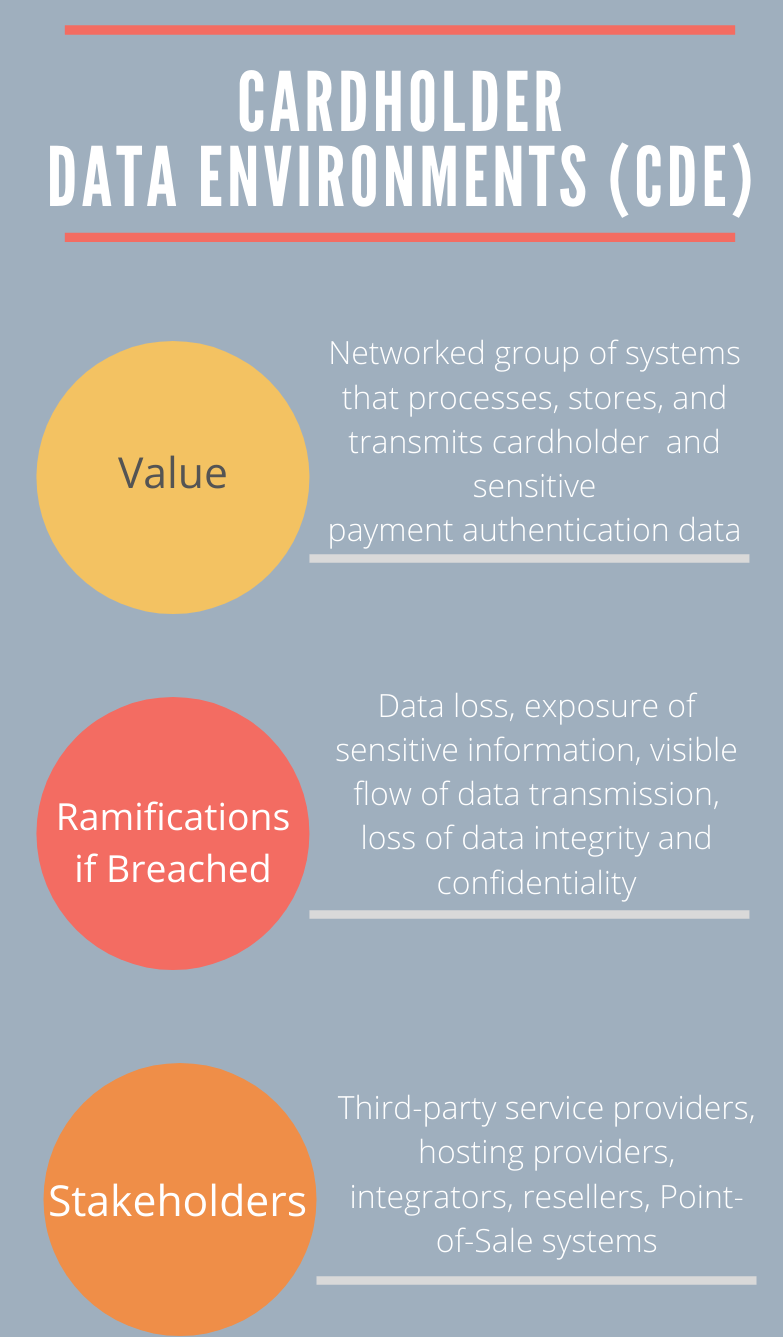 CARDHOLDER
DATA ENVIRONMENTS (CDE)
Value
Networked group of systems
that processes, stores, and
transmits cardholder  and
sensitive
payment authentication data
Ramifications
if Breached
Data loss, exposure of
sensitive information, visible
flow of data transmission,
loss of data integrity and
confidentiality
Stakeholders
Third-party service providers,
hosting providers,
integrators, resellers, Point-
of-Sale systems